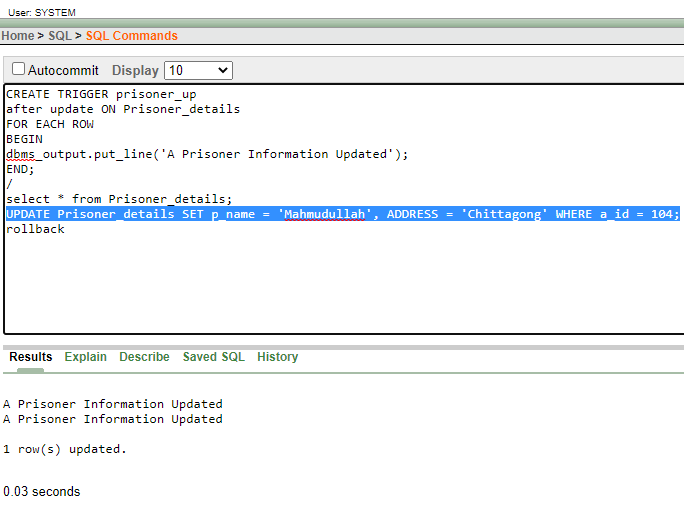 User: SYSTEM
Home > SQL > SQL Commands
Autocommit Display 10
CREATE TRIGGER prisoner_up
after update ON Prisoner_details
FOR EACH ROW
BEGIN
dbms_output.put_line('A Prisoner Information Updated');
END;
/
select * from Prisoner_details;
UPDATE Prisoner_details SET p_name = 'Mahmudullah', ADDRESS = 'Chittagong' WHERE a_id = 104;
rollback
Results Explain Describe Saved SQL History
A Prisoner Information Updated
A Prisoner Information Updated
1 row(s) updated.
0.03 seconds